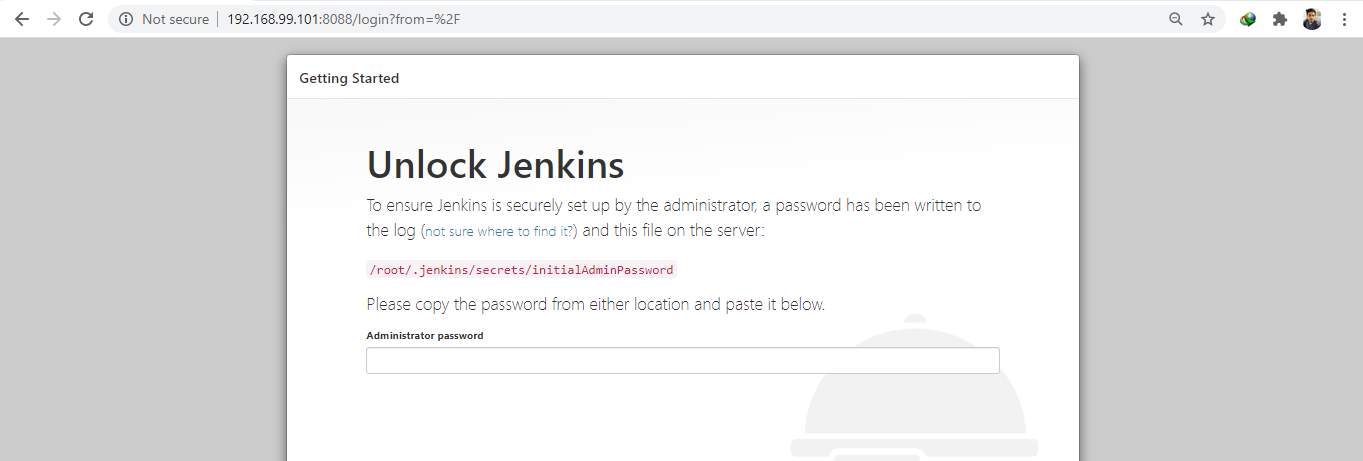 Not secure 192.168.99.101:8088/login?from=%2F
Getting Started
Unlock Jenkins
To ensure Jenkins is securely set up by the administrator, a password has been written to
the log (not sure where to find it?) and this file on the server:
/root/.jenkins/secrets/initialAdminPassword
Please copy the password from either location and paste it below.
Administrator password